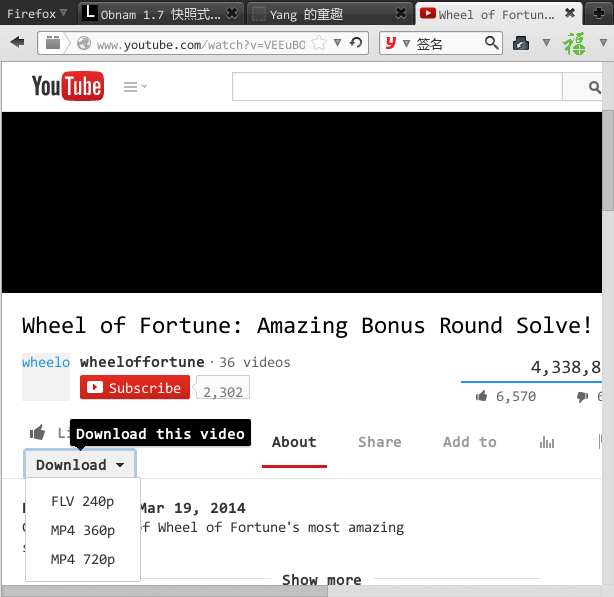 Firefox
Obnam 1.7 快照式...
Yang 的童趣
Wheel of Fortun...
www.youtube.com/watch?v=VEEuBO
签名
福
YouTube
Wheel of Fortune: Amazing Bonus Round Solve!
wheelo
wheeloffortune · 36 videos
4,338,8
Subscribe
2,302
6,570
6
Li
Download this video
About
Share
Add to
Download
FLV 240p
MP4 360p
MP4 720p
Mar 19, 2014
of Wheel of Fortune's most amazing
Show more